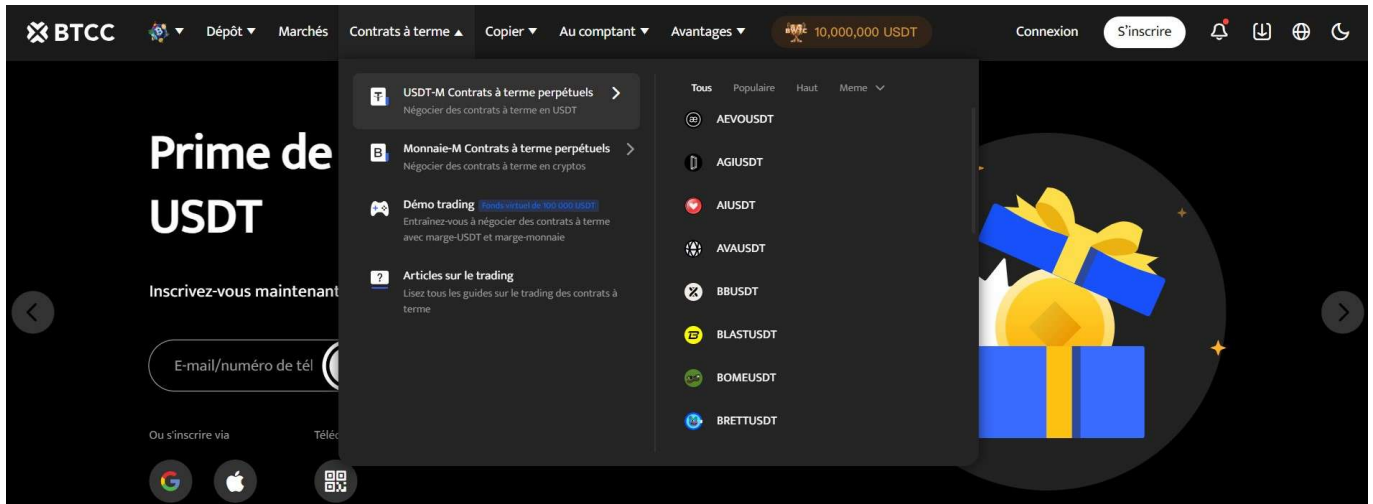 BTCC
Dépôt
Marchés
Contrats à terme
Copier
Au comptant
Avantages
10,000,000 USDT
Connexion
S'inscrire
USDT-M Contrats à terme perpétuels
Négocier des contrats à terme en USDT
Monnaie-M Contrats à terme perpétuels
Négocier des contrats à terme en cryptos
Démo trading Fonds virtuel de 100 000 USDT
Entraînez-vous à négocier des contrats à terme
avec marge-USDT et marge-monnaie
Articles sur le trading
Lisez tous les guides sur le trading des contrats à
terme
Tous Populaire Haut Meme
AEVOUSDT
AGIUSDT
AIUSDT
AVAUSDT
BBUSDT
BLASTUSDT
BOMEUSDT
BRETTUSDT
Prime de
USDT
Inscrivez-vous maintenant
E-mail/numéro de tél
Ou s'inscrire via
Téléc